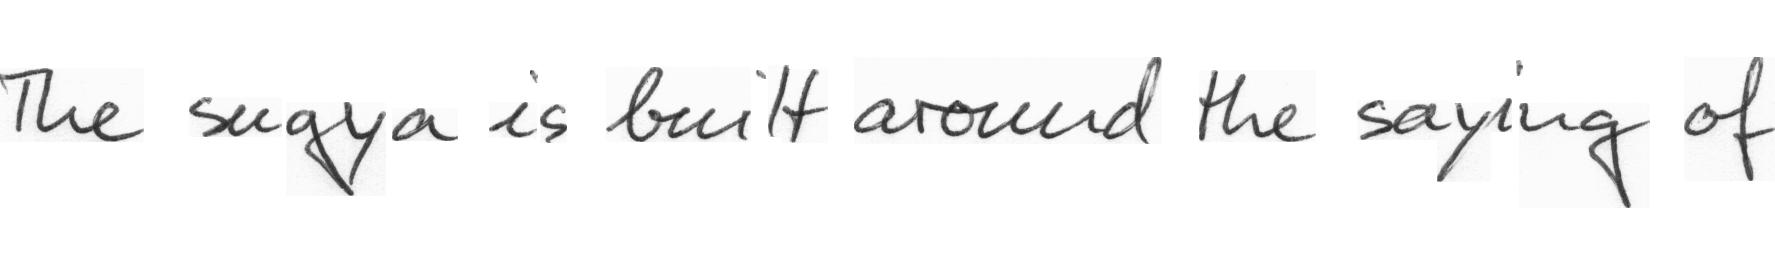 The sugya is built around the saying of